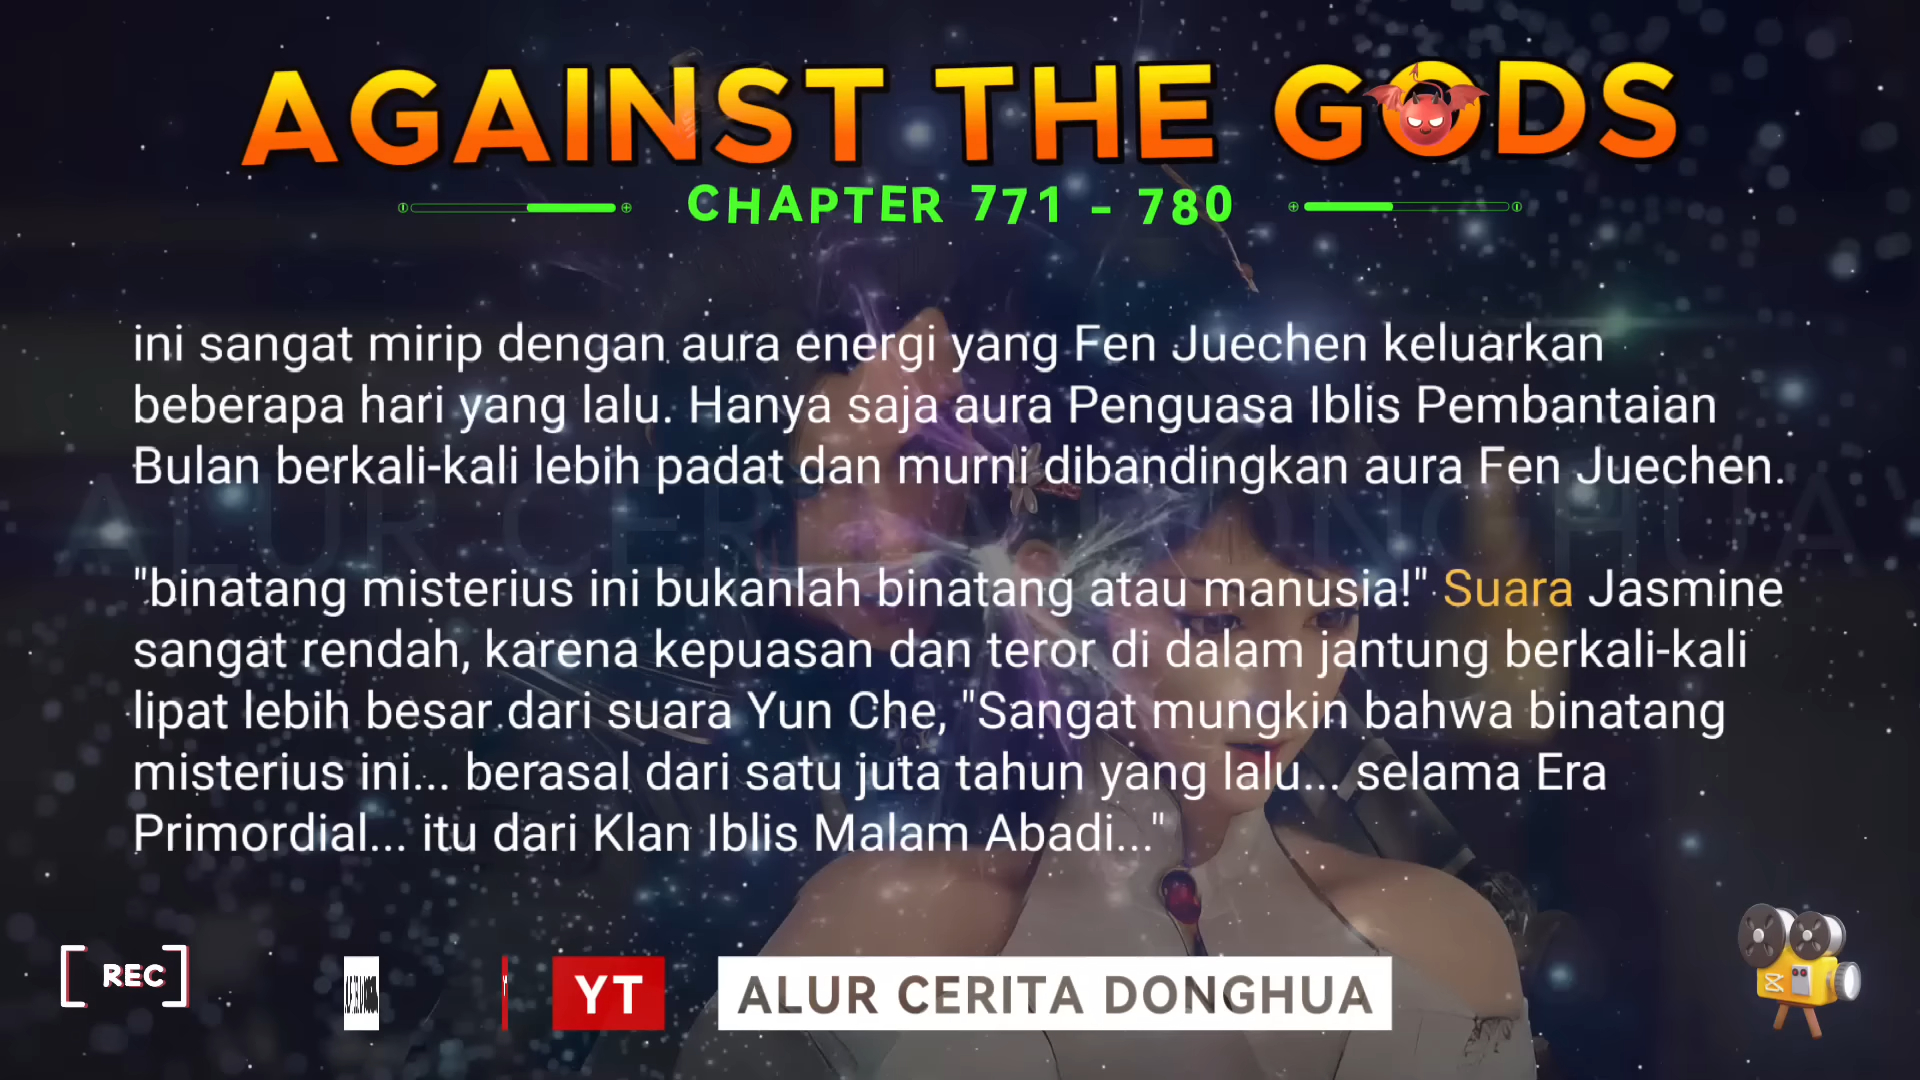 AGAINST THE GODS
CHAPTER 771 - 780
ini sangat mirip dengan aura energi yang Fen Juechen keluarkan
beberapa hari yang lalu. Hanya saja aura Penguasa Iblis Pembantaian
Bulan berkali-kali lebih padat dan murni dibandingkan aura Fen Juechen.
"binatang misterius ini bukanlah binatang atau manusia!" Suara Jasmine
sangat rendah, karena kepuasan dan teror di dalam jantung berkali-kali
lipat lebih besar dari suara Yun Che, "Sangat mungkin bahwa binatang
misterius ini... berasal dari satu juta tahun yang lalu... selama Era
Primordial... itu dari Klan Iblis Malam Abadi..."
ALUR CERITA DONGHUA
REC
YT
ALUR CERITA DONGHUA